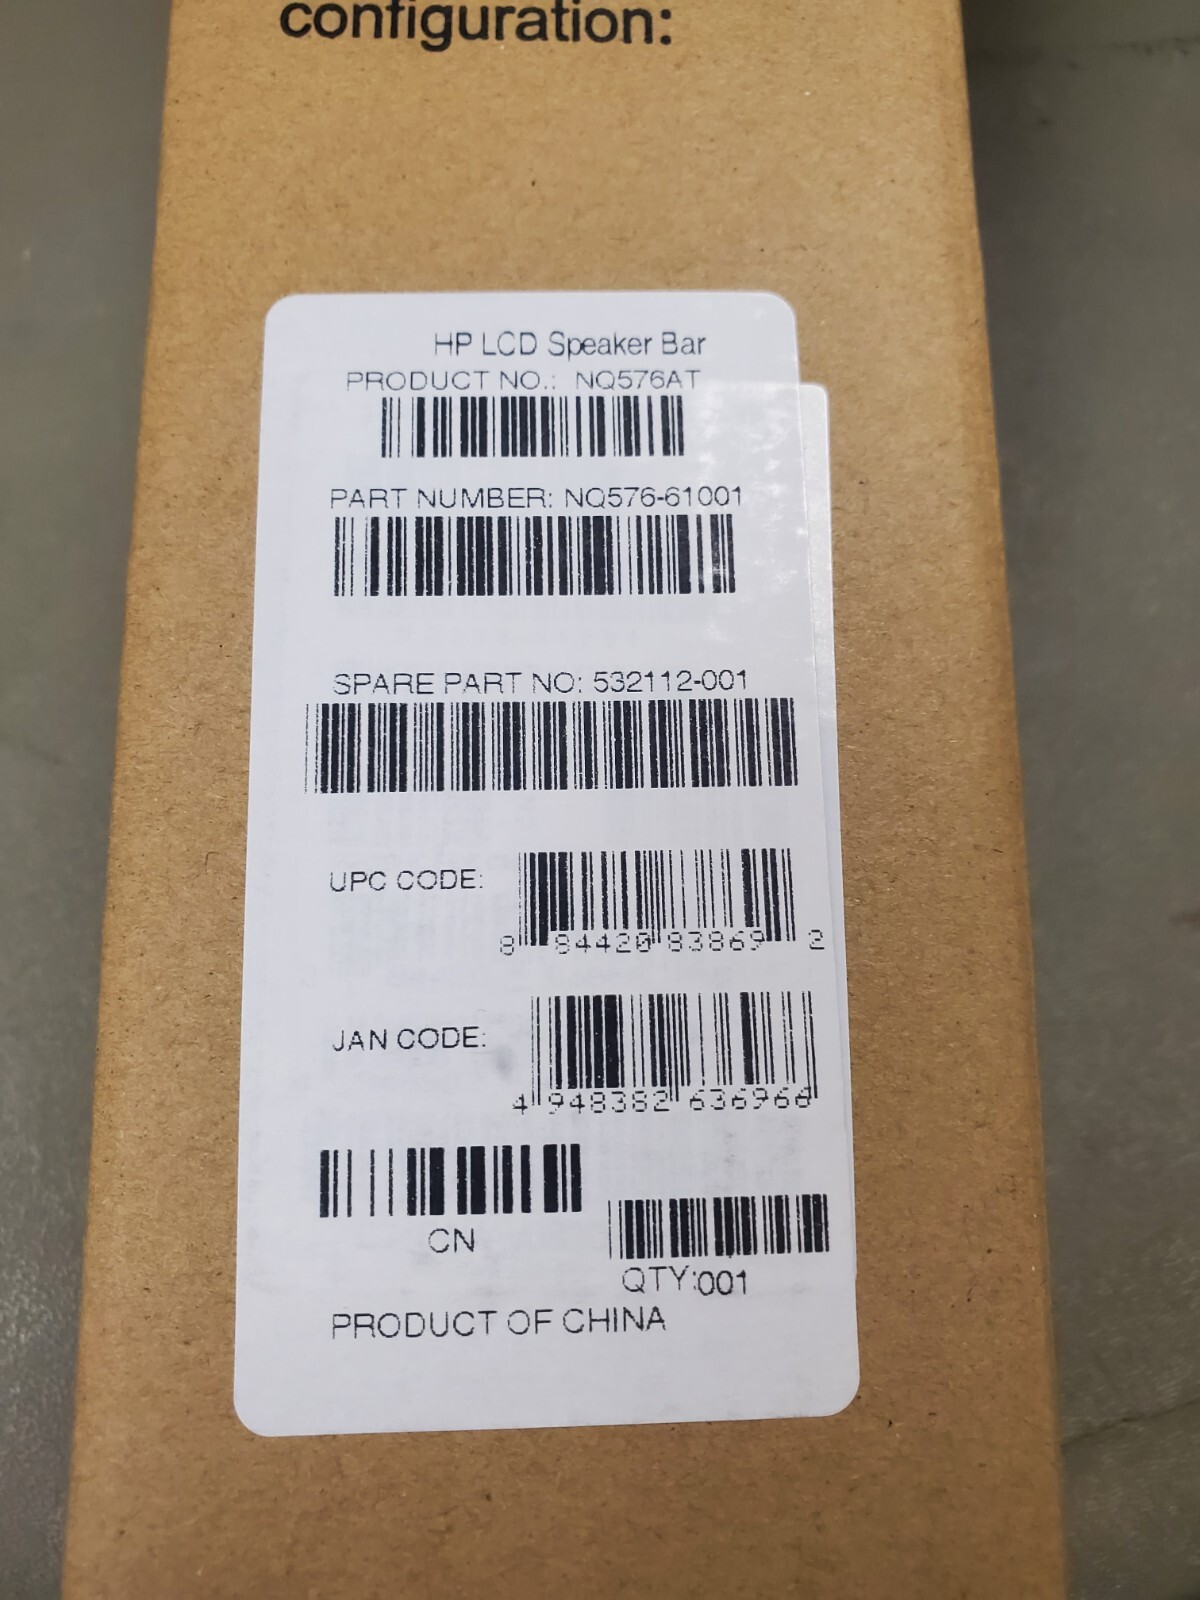 configuration:
HP LCD Speaker Bar
PRODUCT NO.: NQ576AT
PART NUMBER: NQ576-61001
SPARE PART NO: 532112-001
UPC CODE:
8 84420 83869 2
JAN CODE:
4 948382 636966
CN
QTY:001
PRODUCT OF CHINA